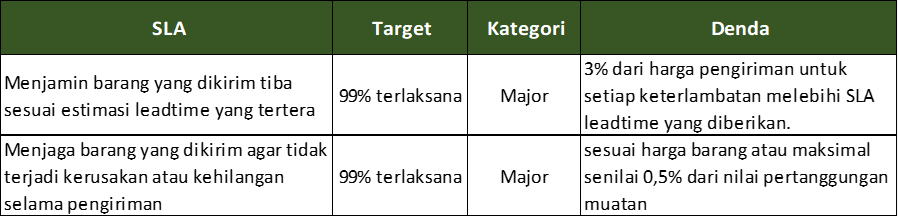 SLA Target Kategori Denda
Menjamin barang yang dikirim tiba
sesuai estimasi leadtime yang tertera
99% terlaksana
Major
3% dari harga pengiriman untuk
setiap keterlambatan melebihi SLA
leadtime yang diberikan.
Menjaga barang yang dikirim agar tidak
terjadi kerusakan atau kehilangan
selama pengiriman
99% terlaksana
Major
sesuai harga barang atau maksimal
senilai 0,5% dari nilai pertanggungan
muatan